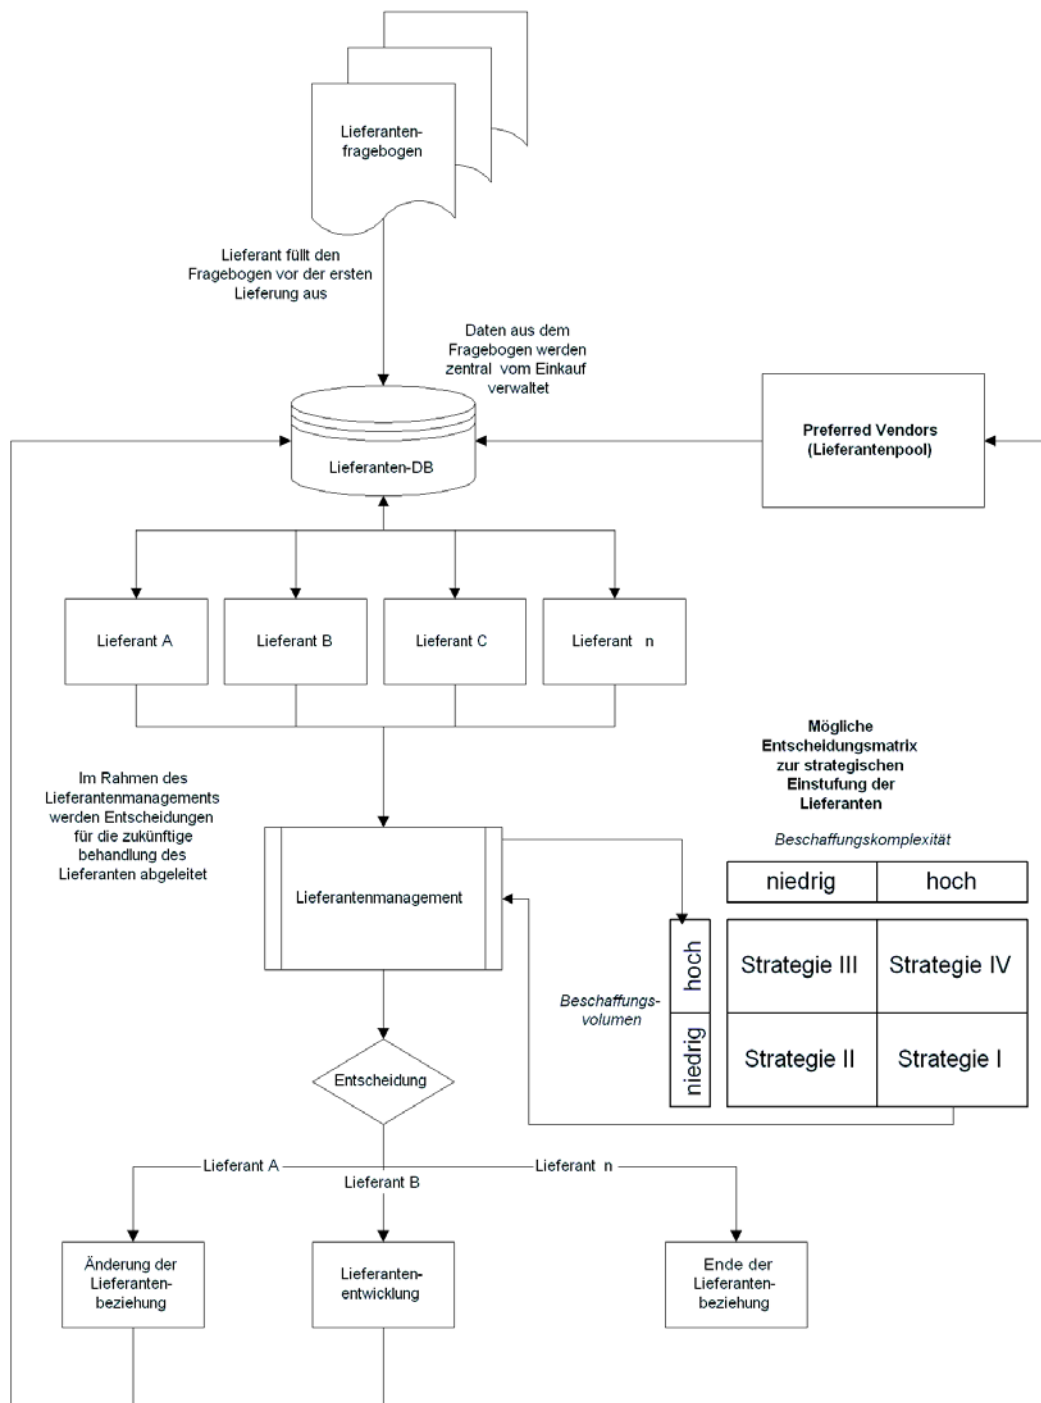 Lieferanten-
fragebogen
Lieferant füllt den
Fragebogen vor der ersten
Lieferung aus
Daten aus dem
Fragebogen werden
zentral vom Einkauf
verwaltet
Lieferanten-DB
Preferred Vendors
(Lieferantenpool)
Lieferant A
Lieferant B
Lieferant C
Lieferant n
Im Rahmen des
Lieferantenmanagements
werden Entscheidungen
für die zukünftige
behandlung des
Lieferanten abgeleitet
Lieferantenmanagement
Mögliche
Entscheidungsmatrix
zur strategischen
Einstufung der
Lieferanten
Beschaffungskomplexität
niedrig hoch
Beschaffungs-
volumen
hoch
niedrig
Strategie III Strategie IV
Strategie II Strategie I
Entscheidung
Lieferant A
Lieferant B
Lieferant n
Änderung der
Lieferanten-
beziehung
Lieferanten-
entwicklung
Ende der
Lieferanten-
beziehung